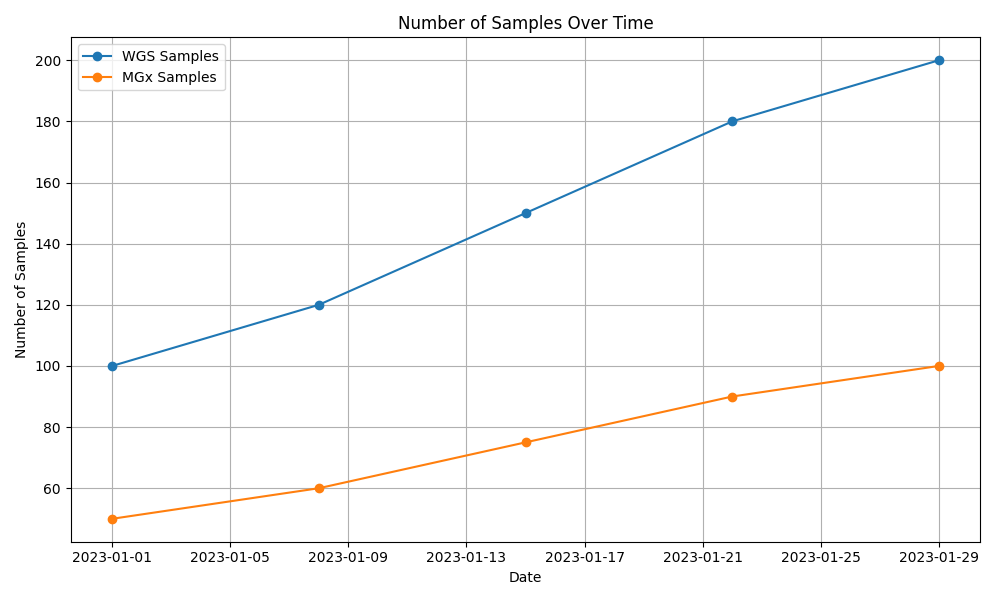 Number of Samples Over Time
WGS Samples
MGx Samples
Number of Samples
200
180
160
140
120
100
80
60
2023-01-01 2023-01-05 2023-01-09 2023-01-13 2023-01-17 2023-01-21 2023-01-25 2023-01-29
Date